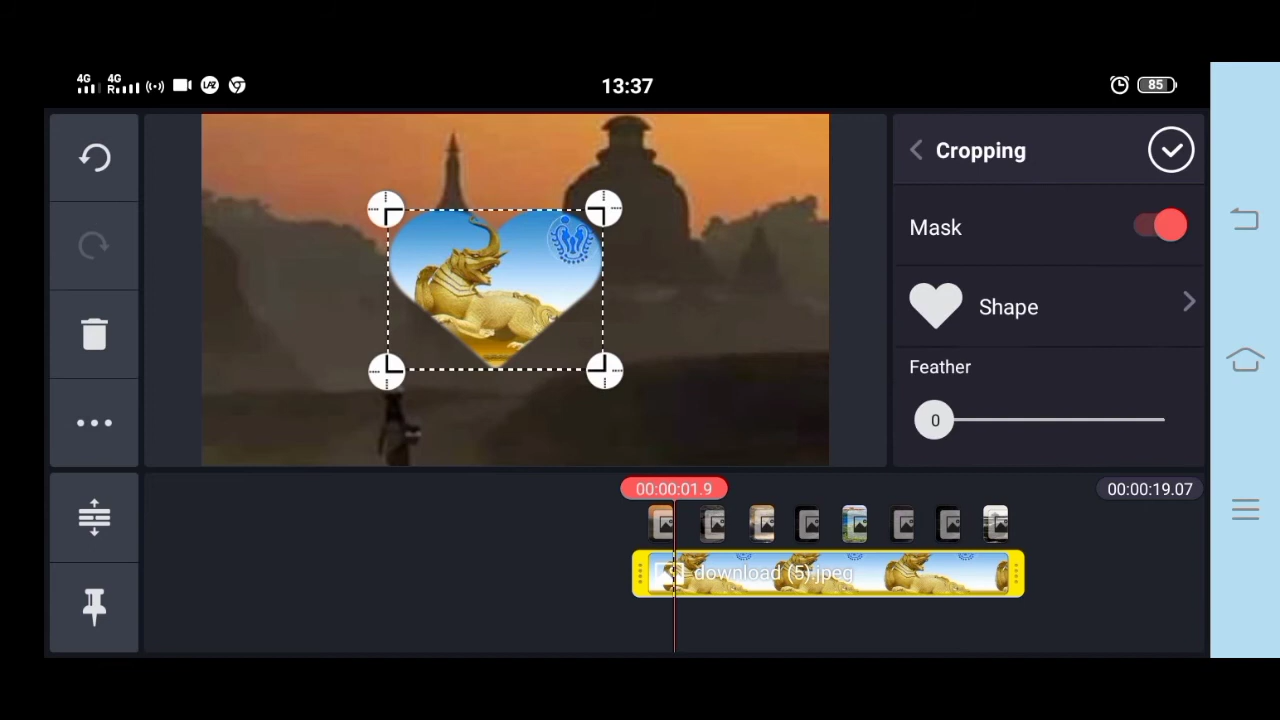 4G 4G
R
LAZ
13:37
85
Cropping
Mask
Shape
Feather
0
00:00:01.9
00:00:19.07
download (5).jpeg